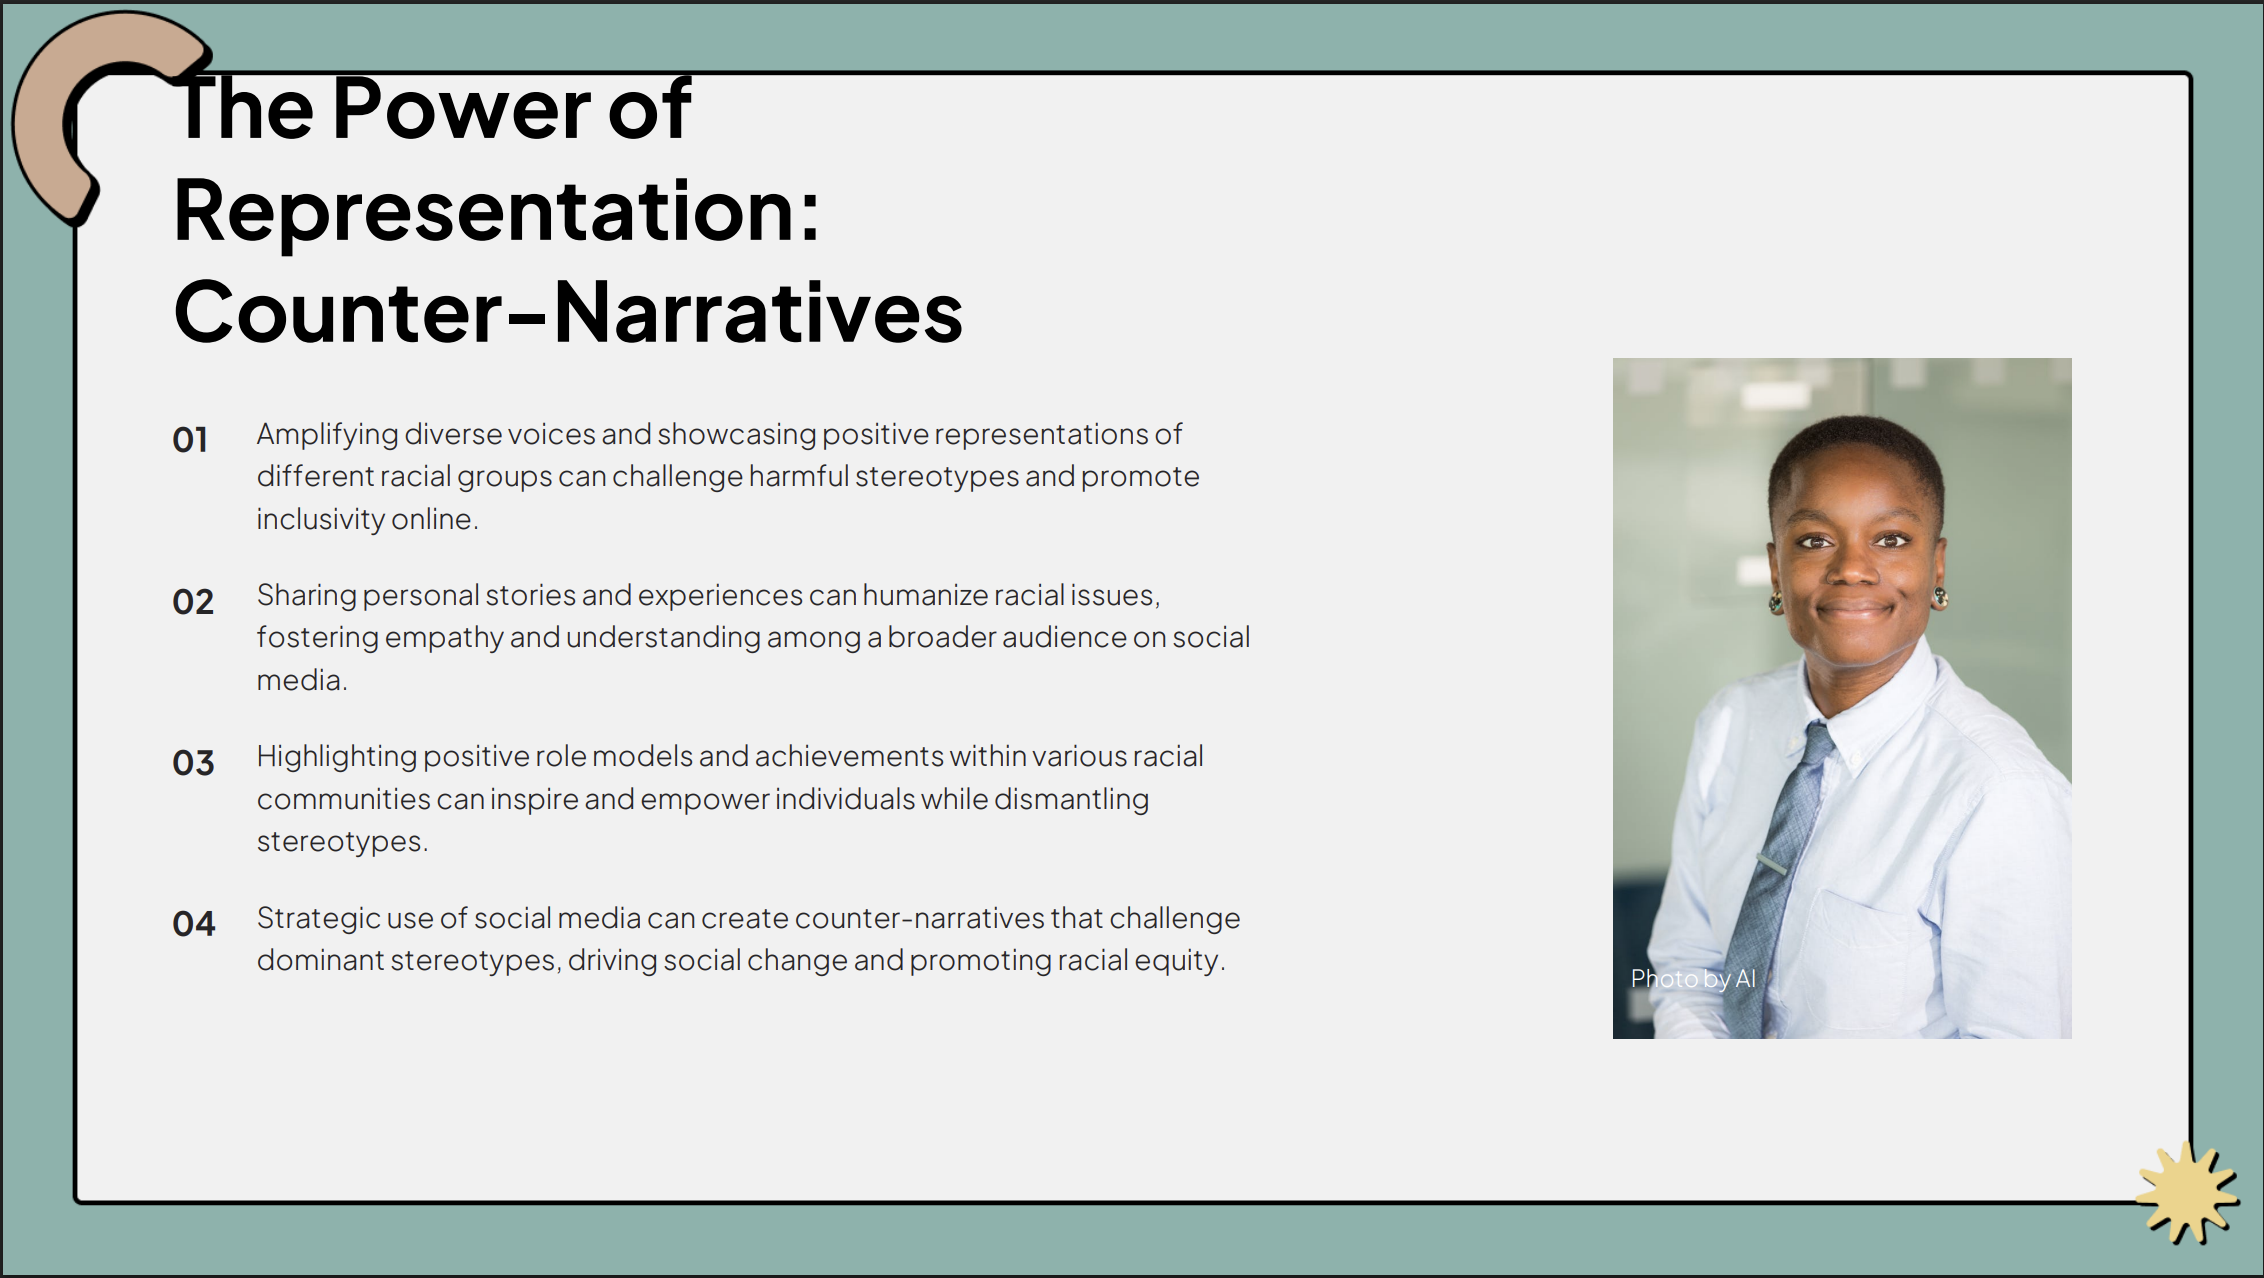 The Power of
Representation:
Counter-Narratives
01
Amplifying diverse voices and showcasing positive representations of
different racial groups can challenge harmful stereotypes and promote
inclusivity online.
02
Sharing personal stories and experiences can humanize racial issues,
fostering empathy and understanding among a broader audience on social
media.
03
Highlighting positive role models and achievements within various racial
communities can inspire and empower individuals while dismantling
stereotypes.
04
Strategic use of social media can create counter-narratives that challenge
dominant stereotypes, driving social change and promoting racial equity.
Photo by AI